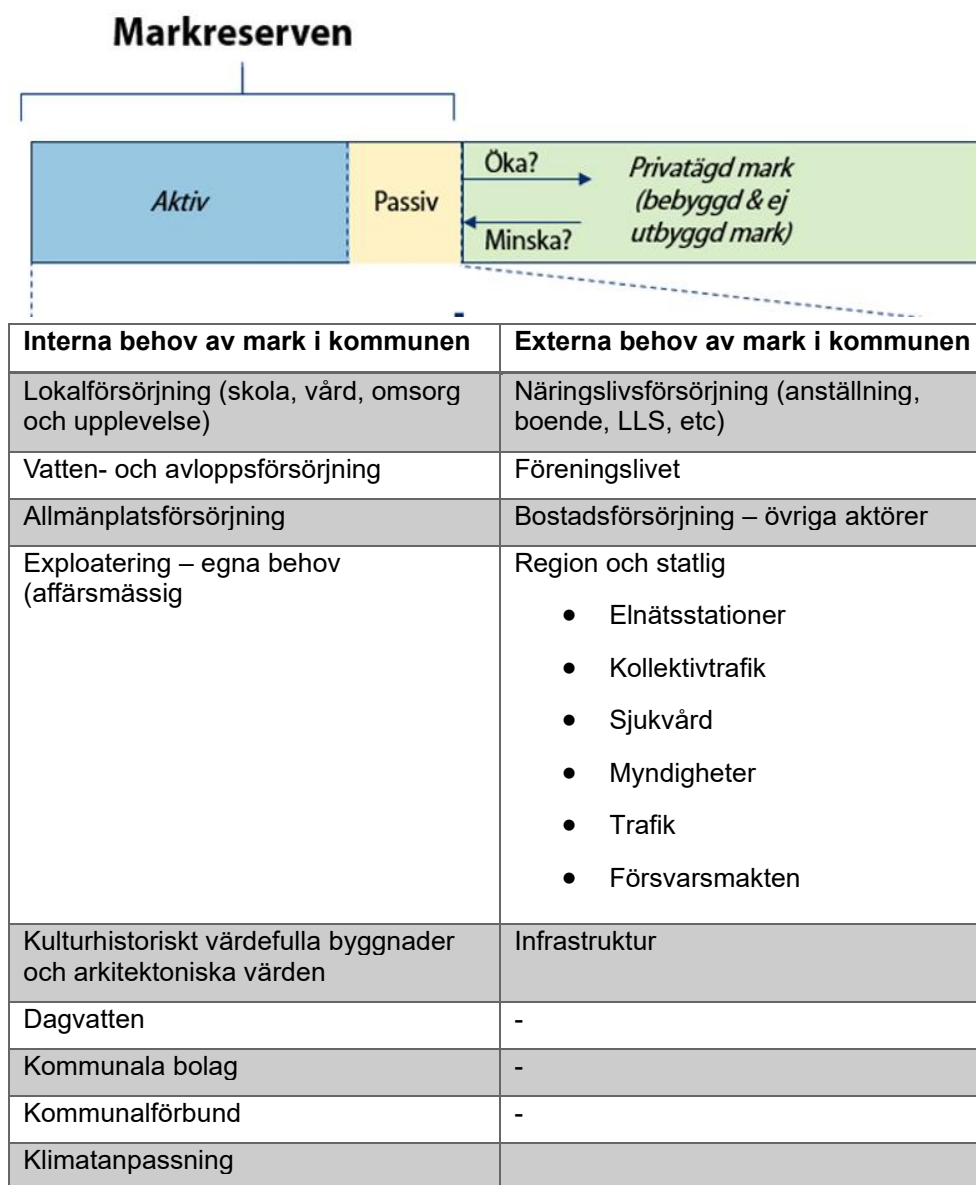 Markreserven
Aktiv
Passiv
Öka?
Minska?
Privatägd mark
(bebyggd & ej
utbyggd mark)
Interna behov av mark i kommunen
Externa behov av mark i kommunen
Lokalförsörjning (skola, vård, omsorg
och upplevelse)
Näringslivsförsörjning (anställning,
boende, LLS, etc)
Vatten- och avloppsförsörjning
Föreningslivet
Allmänplatsförsörjning
Bostadsförsörjning – övriga aktörer
Exploatering – egna behov
(affärsmässig
Region och statlig
• Elnätsstationer
• Kollektivtrafik
• Sjukvård
• Myndigheter
• Trafik
• Försvarsmakten
Kulturhistoriskt värdefulla byggnader
och arkitektoniska värden
Infrastruktur
Dagvatten
-
Kommunala bolag
-
Kommunalförbund
-
Klimatanpassning